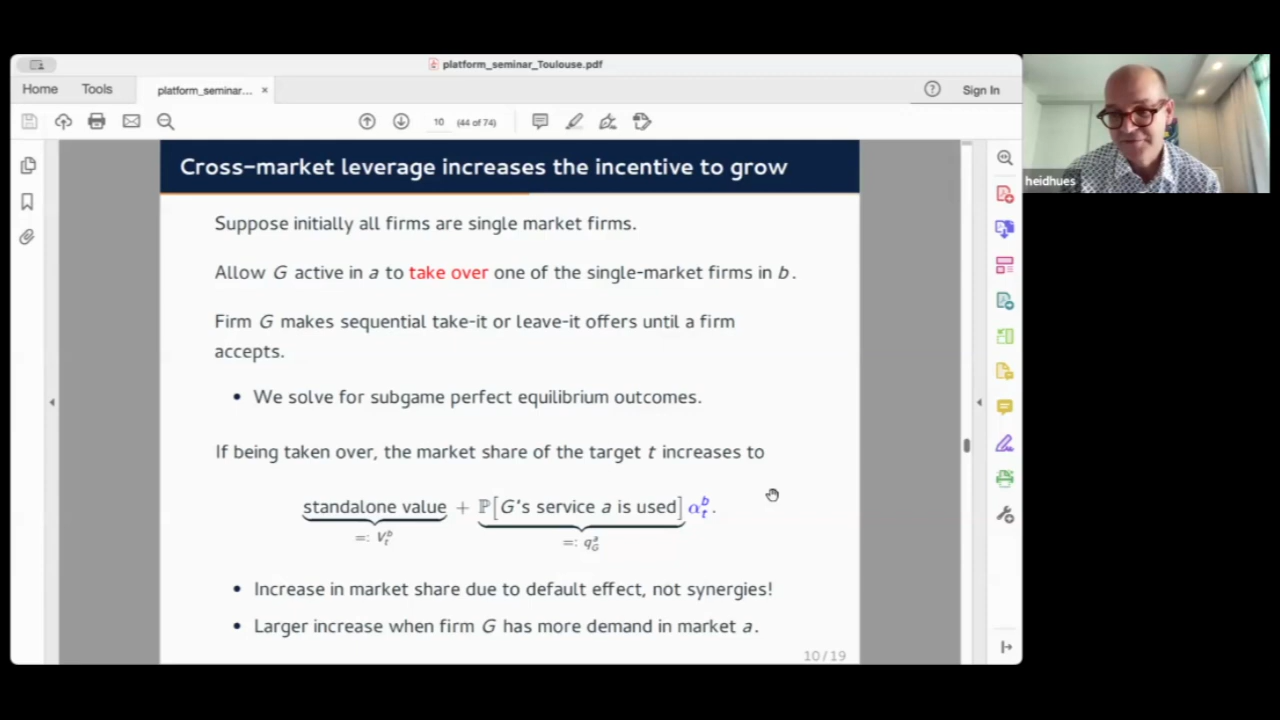 platform_seminar_Toulouse.pdf
Home Tools platform_seminar... × Sign In
10 (44 of 74)
Cross-market leverage increases the incentive to grow
heidhues
Suppose initially all firms are single market firms.
Allow G active in a to take over one of the single-market firms in b.
Firm G makes sequential take-it or leave-it offers until a firm
accepts.
• We solve for subgame perfect equilibrium outcomes.
If being taken over, the market share of the target t increases to
standalone value + ℙ[G's service a is used] α_t^b.
=: V_t^b =: q_G^a
• Increase in market share due to default effect, not synergies!
• Larger increase when firm G has more demand in market a.
10/19